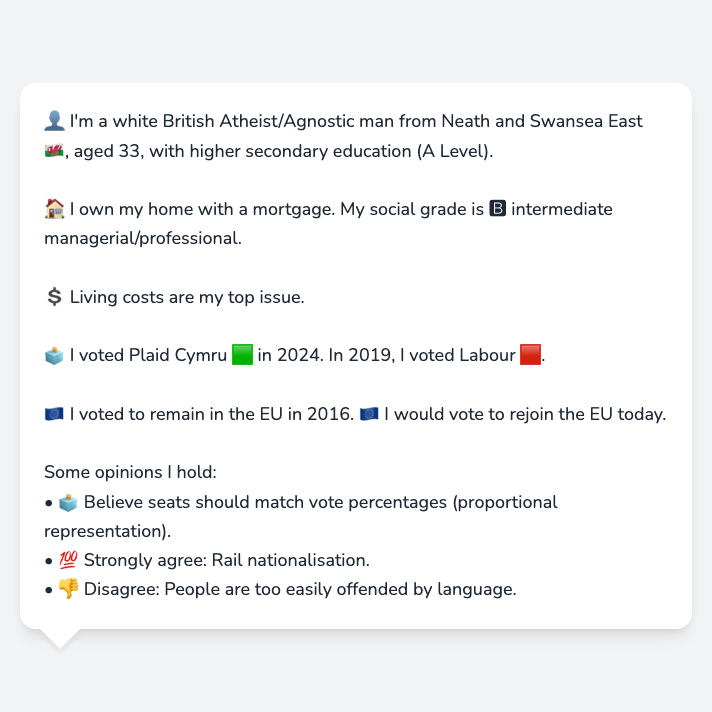 👤 I'm a white British Atheist/Agnostic man from Neath and Swansea East
🏴󠁧󠁢󠁷󠁬󠁳󠁿, aged 33, with higher secondary education (A Level).
🏠 I own my home with a mortgage. My social grade is 🅱 intermediate
managerial/professional.
💲 Living costs are my top issue.
🗳️ I voted Plaid Cymru 🟩 in 2024. In 2019, I voted Labour 🟥.
🇪🇺 I voted to remain in the EU in 2016. 🇪🇺 I would vote to rejoin the EU today.
Some opinions I hold:
• 🗳️ Believe seats should match vote percentages (proportional
representation).
• 💯 Strongly agree: Rail nationalisation.
• 👎 Disagree: People are too easily offended by language.